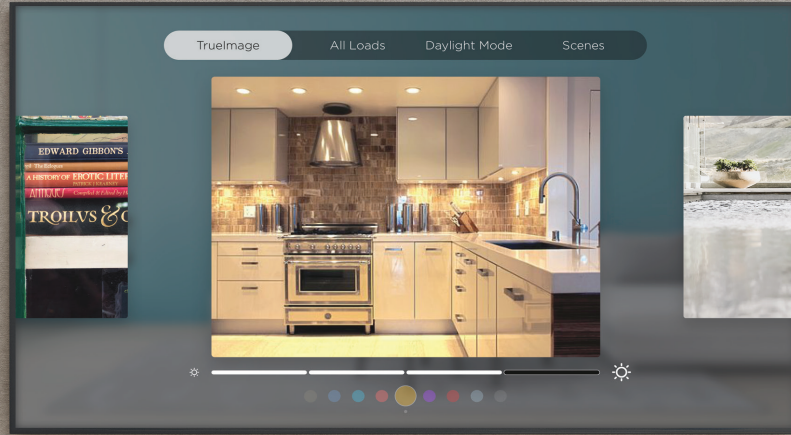 TrueImage
All Loads
Daylight Mode
Scenes
EDWARD GIBBON'S
A HISTORY OF EROTIC LITER
TROILVS & C